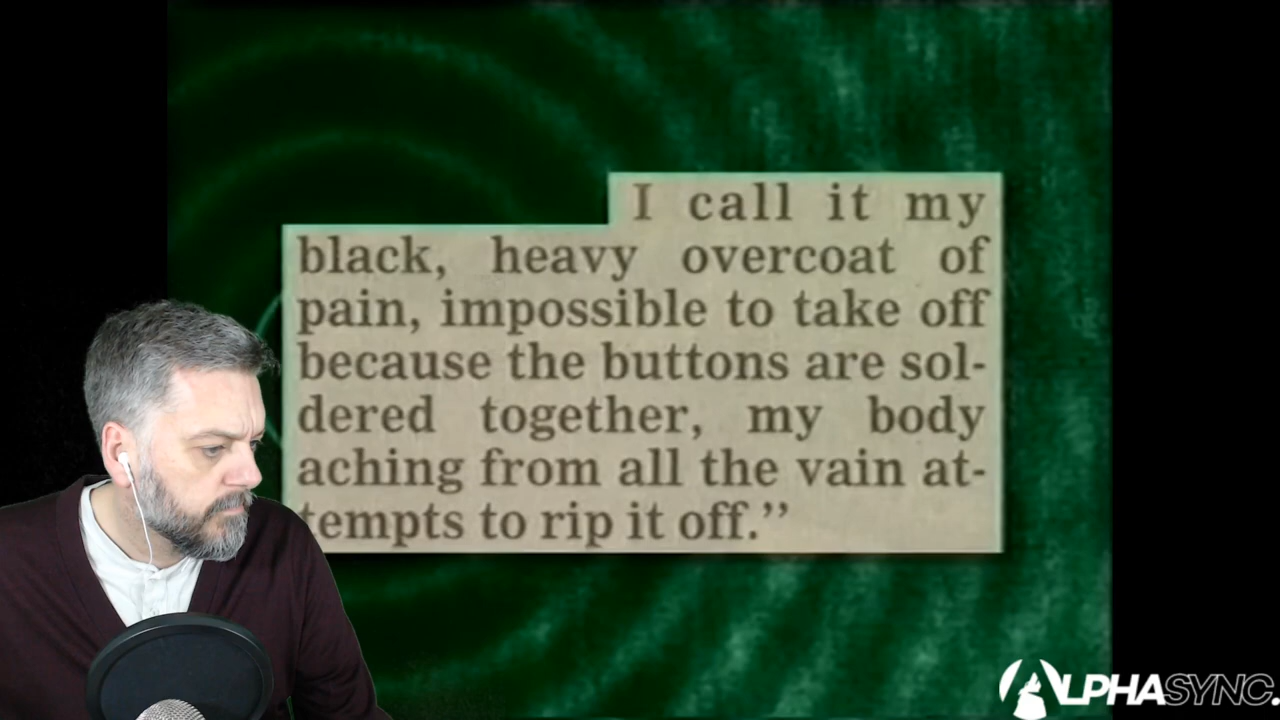 I call it my
black, heavy overcoat of
pain, impossible to take off
because the buttons are sol-
dered together, my body
aching from all the vain at-
tempts to rip it off.”
ALPHASYNC.